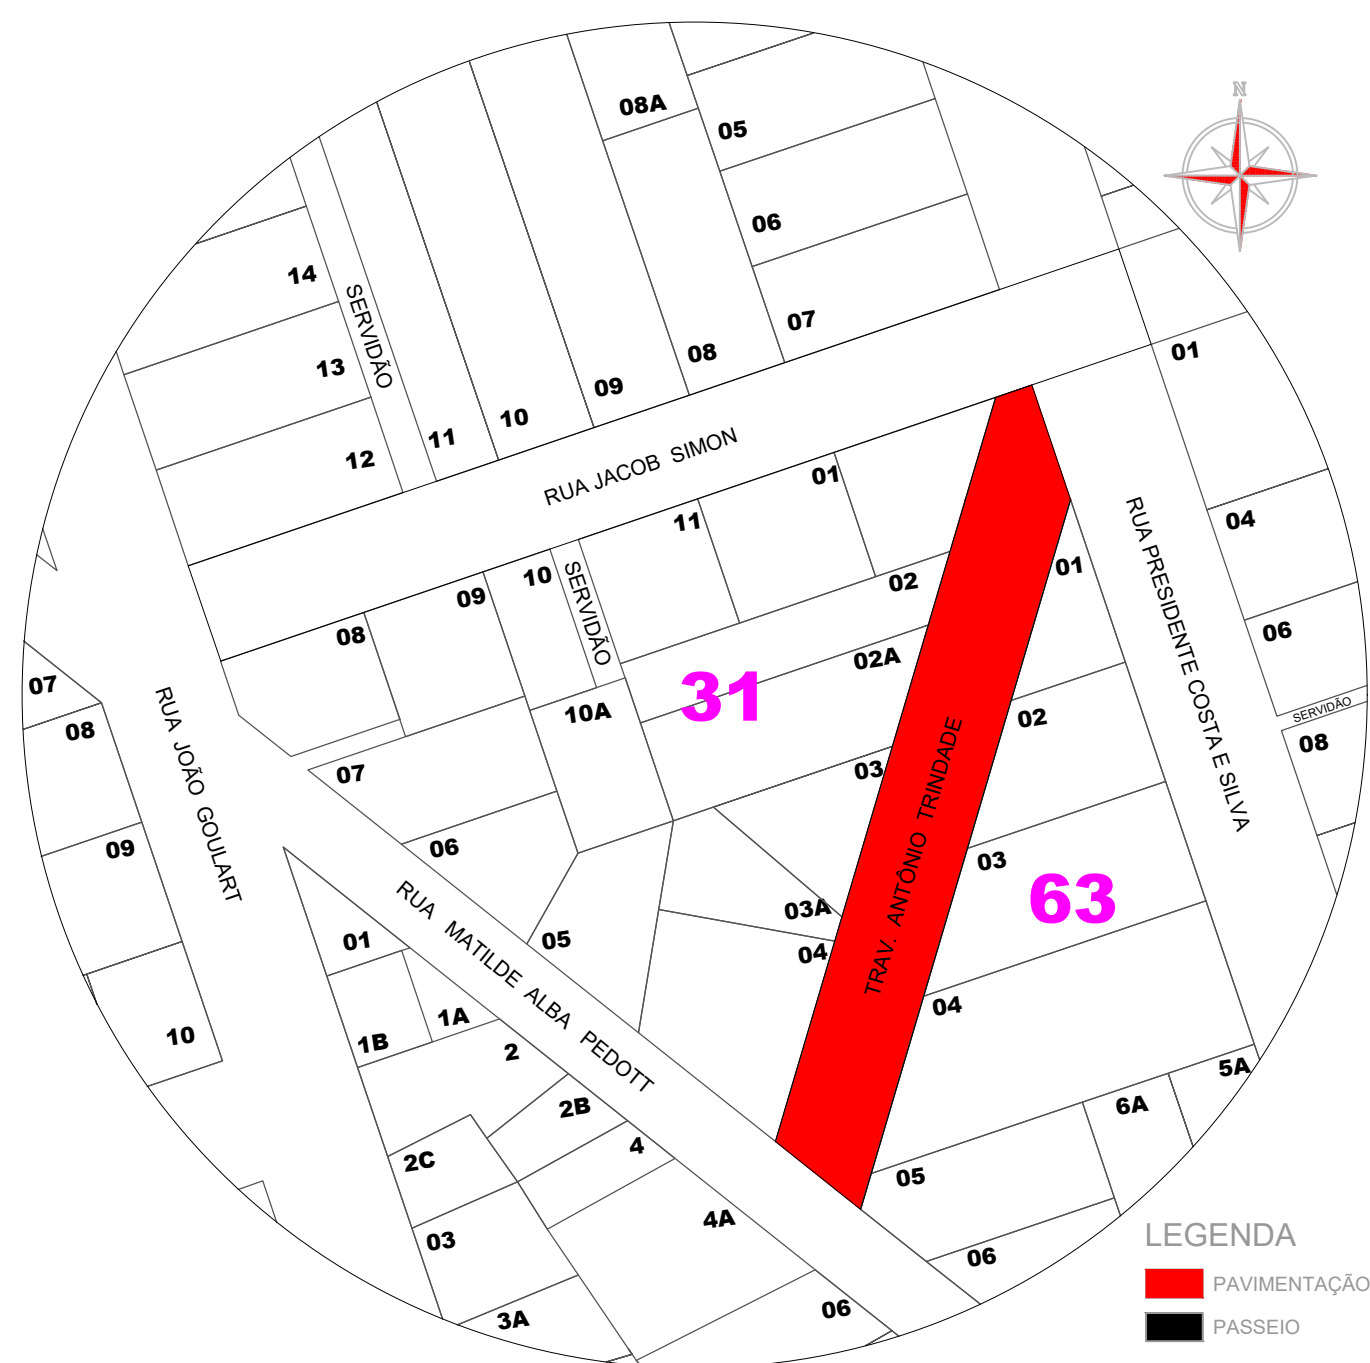 N
08A
05
06
07
14
13
12
SERVIDÃO
11
10
09
08
RUA JACOB SIMON
01
04
06
SERVIDÃO
08
01
11
10
SERVIDÃO
09
08
02
02A
31
10A
07
06
05
03
03A
04
TRAV. ANTÔNIO TRINDADE
01
02
03
63
04
05
06
6A
5A
RUA PRESIDENTE COSTA E SILVA
07
08
09
10
RUA JOÃO GOULART
RUA MATILDE ALBA PEDOTT
01
1A
1B
2
2B
2C
4
03
4A
3A
06
LEGENDA
PAVIMENTAÇÃO
PASSEIO